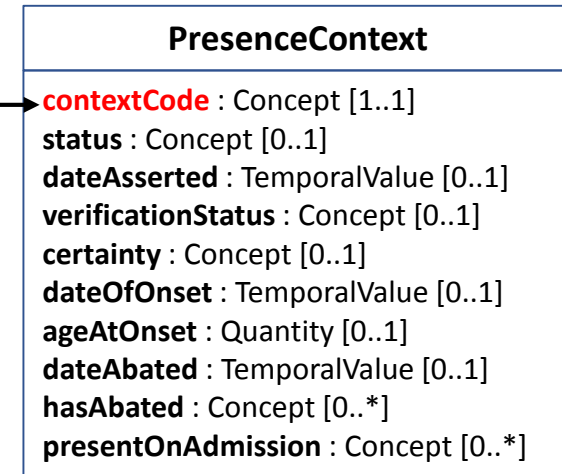 PresenceContext
contextCode : Concept [1..1]
status : Concept [0..1]
dateAsserted : TemporalValue [0..1]
verificationStatus : Concept [0..1]
certainty : Concept [0..1]
dateOfOnset : TemporalValue [0..1]
ageAtOnset : Quantity [0..1]
dateAbated : TemporalValue [0..1]
hasAbated : Concept [0..*]
presentOnAdmission : Concept [0..*]